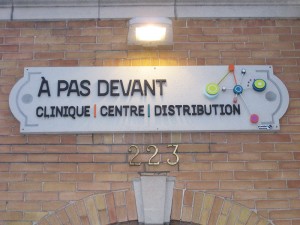 À PAS DEVANT
CLINIQUE | CENTRE | DISTRIBUTION
223